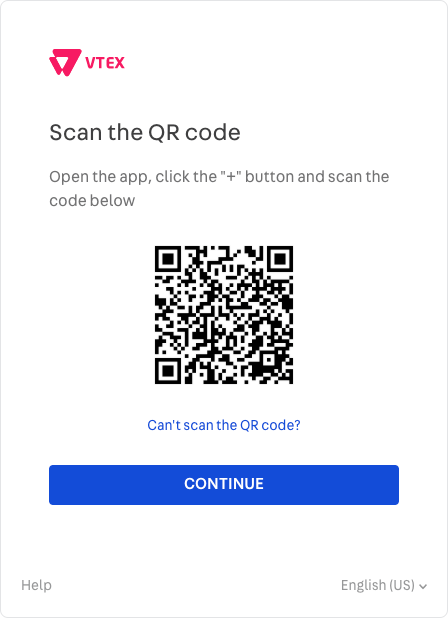 VTEX
Scan the QR code
Open the app, click the "+" button and scan the
code below
Can't scan the QR code?
CONTINUE
Help
English (US)